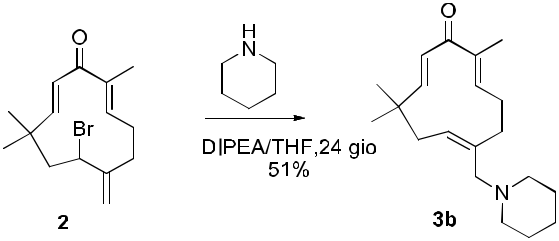 O
Br
2
H
N
DIPEA/THF,24 gio
51%
O
N
3b